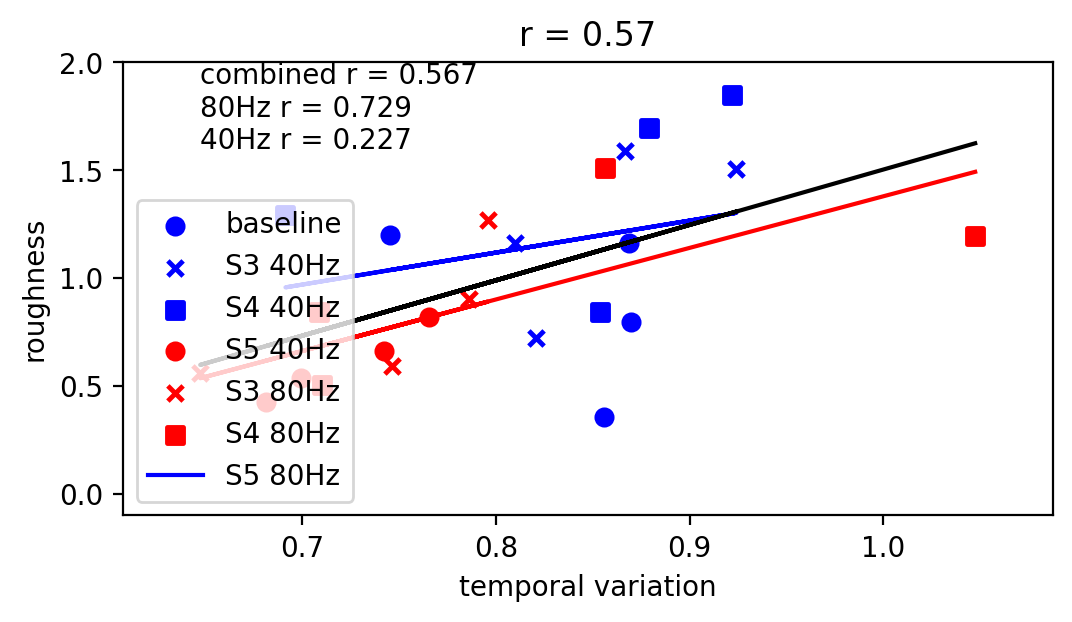 r = 0.57
combined r = 0.567
80Hz r = 0.729
40Hz r = 0.227
baseline
S3 40Hz
S4 40Hz
S5 40Hz
S3 80Hz
S4 80Hz
S5 80Hz
2.0
1.5
1.0
0.5
0.0
roughness
0.7 0.8 0.9 1.0
temporal variation